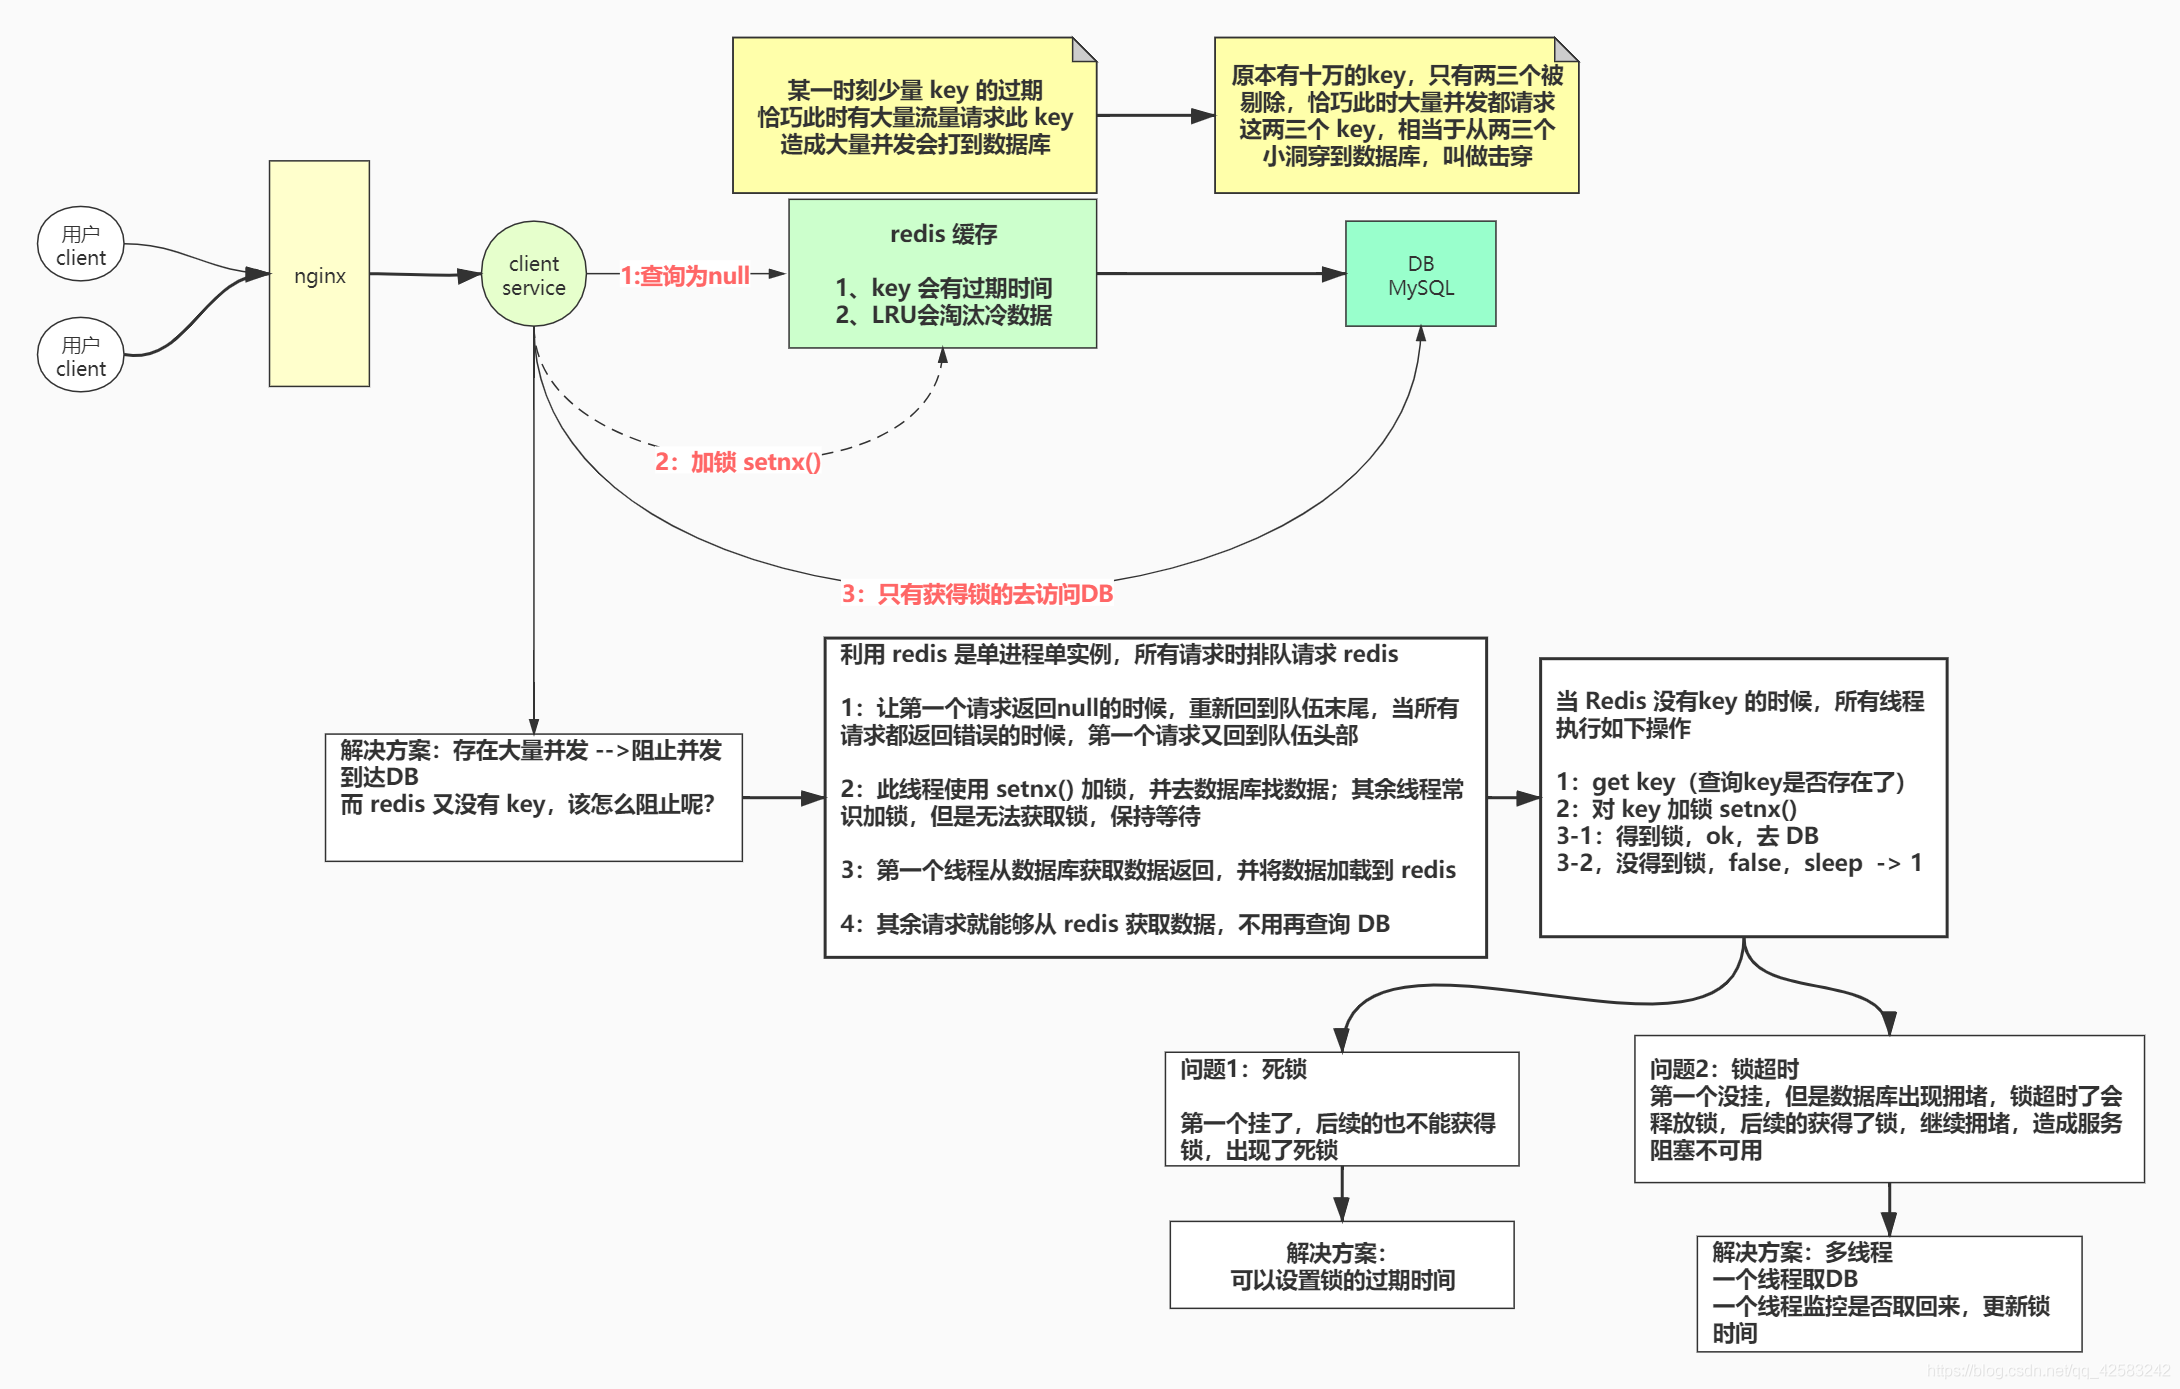 某一时刻少量 key 的过期
恰巧此时有大量流量请求此 key
造成大量并发会打到数据库
原本有十万的key，只有两三个被
剔除，恰巧此时大量并发都请求
这两三个 key，相当于从两三个
小洞穿到数据库，叫做击穿
用户
client
用户
client
nginx
client
service
1:查询为null
redis 缓存
1、key 会有过期时间
2、LRU会淘汰冷数据
DB
MySQL
2：加锁 setnx()
3：只有获得锁的去访问DB
解决方案：存在大量并发 -->阻止并发
到达DB
而 redis 又没有 key，该怎么阻止呢？
利用 redis 是单进程单实例，所有请求时排队请求 redis
1：让第一个请求返回null的时候，重新回到队伍末尾，当所有
请求都返回错误的时候，第一个请求又回到队伍头部
2：此线程使用 setnx() 加锁，并去数据库找数据；其余线程常
识加锁，但是无法获取锁，保持等待
3：第一个线程从数据库获取数据返回，并将数据加载到 redis
4：其余请求就能够从 redis 获取数据，不用再查询 DB
当 Redis 没有key 的时候，所有线程
执行如下操作
1：get key（查询key是否存在了）
2：对 key 加锁 setnx()
3-1：得到锁，ok，去 DB
3-2，没得到锁，false，sleep -> 1
问题1：死锁
第一个挂了，后续的也不能获得
锁，出现了死锁
解决方案：
可以设置锁的过期时间
问题2：锁超时
第一个没挂，但是数据库出现拥堵，锁超时了会
释放锁，后续的获得了锁，继续拥堵，造成服务
阻塞不可用
解决方案：多线程
一个线程取DB
一个线程监控是否取回来，更新锁
时间
https://blog.csdn.net/qq_42583242